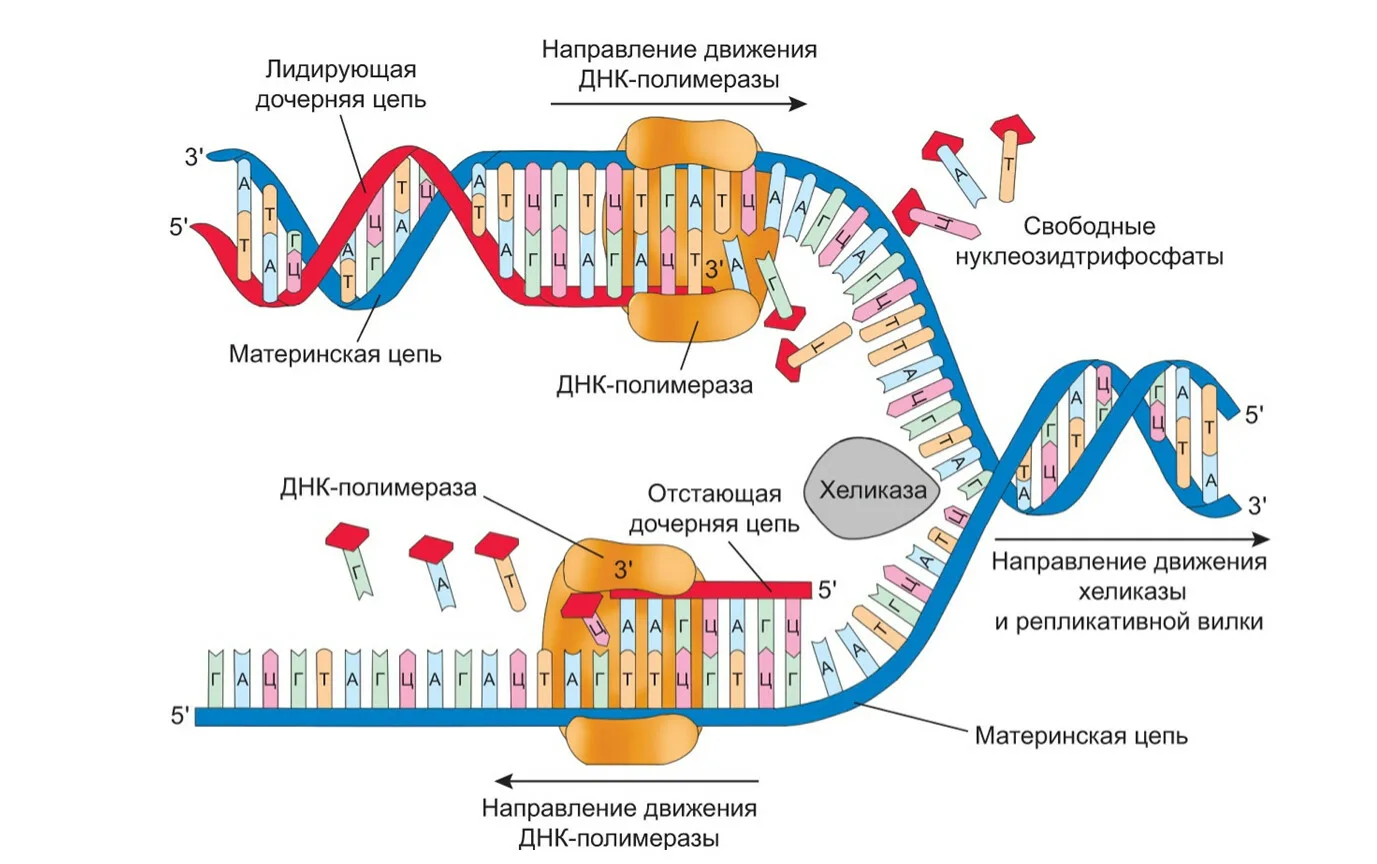 Направление движения
ДНК-полимеразы
Лидирующая
дочерняя цепь
3'
5'
А
Т
Т
А
Г
Ц
А
Т
Ц
Г
Т
А
Ц
А
Т
Т
А
Ц
Г
Г
Ц
Т
А
Ц
Г
Т
А
Г
Ц
А
Т
3'
Т
А
Ц
Г
А
А
Г
Ц
А
Г
Ц
Т
Т
А
Ц
Г
Т
А
Г
А
Т
Ц
Т
Свободные
нуклеозидтрифосфаты
Материнская цепь
ДНК-полимераза
Т
А
Г
Ц
А
Т
Ц
Г
Г
Ц
А
Т
Т
А
5'
3'
Хеликаза
ДНК-полимераза
Отстающая
дочерняя цепь
Направление движения
хеликазы
и репликативной вилки
Г
А
Т
3'
5'
Ц
А
А
Г
Ц
А
Г
Ц
Ц
Т
А
Ц
Г
Т
А
А
5'
Г
А
Ц
Г
Т
А
Г
Ц
А
Г
А
Ц
Т
А
Г
Т
Т
Ц
Г
Т
Ц
Г
Материнская цепь
Направление движения
ДНК-полимеразы